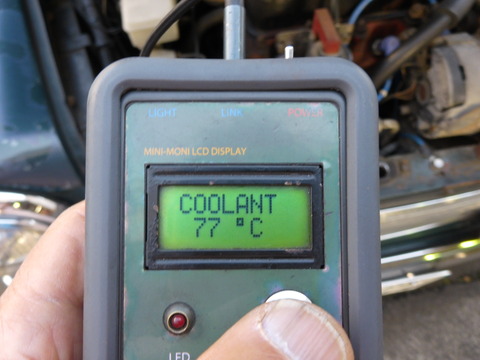 LIGHT LINK POWER
MINI-MONI LCD DISPLAY
COOLANT
77 °C
LED